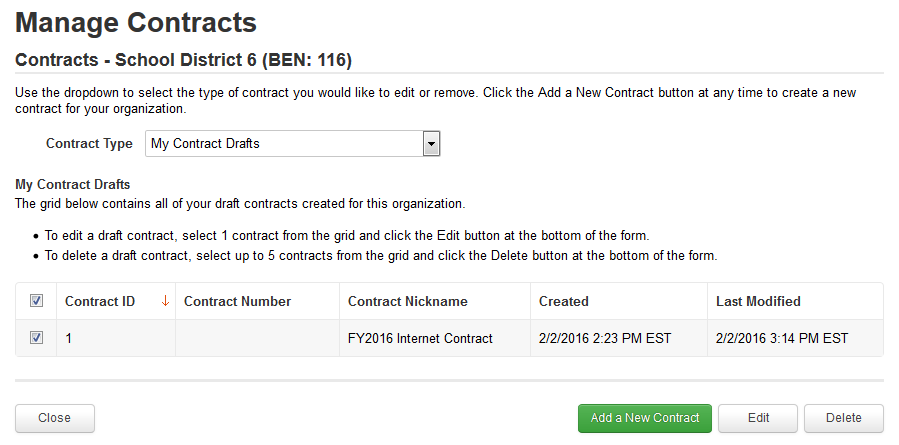 Manage Contracts
Contracts - School District 6 (BEN: 116)
Use the dropdown to select the type of contract you would like to edit or remove. Click the Add a New Contract button at any time to create a new
contract for your organization.
Contract Type My Contract Drafts
My Contract Drafts
The grid below contains all of your draft contracts created for this organization.
• To edit a draft contract, select 1 contract from the grid and click the Edit button at the bottom of the form.
• To delete a draft contract, select up to 5 contracts from the grid and click the Delete button at the bottom of the form.
Contract ID ↓ Contract Number Contract Nickname Created Last Modified
1 FY2016 Internet Contract 2/2/2016 2:23 PM EST 2/2/2016 3:14 PM EST
Close Add a New Contract Edit Delete